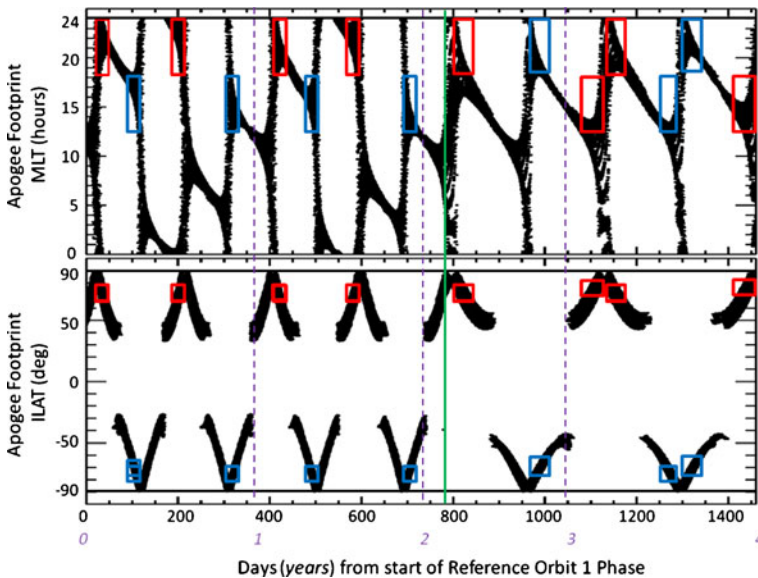 Apogee Footprint
MLT (hours)
24
20
15
10
5
0
Apogee Footprint
ILAT (deg)
90
50
0
-50
-90
0 200 400 600 800 1000 1200 1400
0 1 2 3 4
Days (years) from start of Reference Orbit 1 Phase